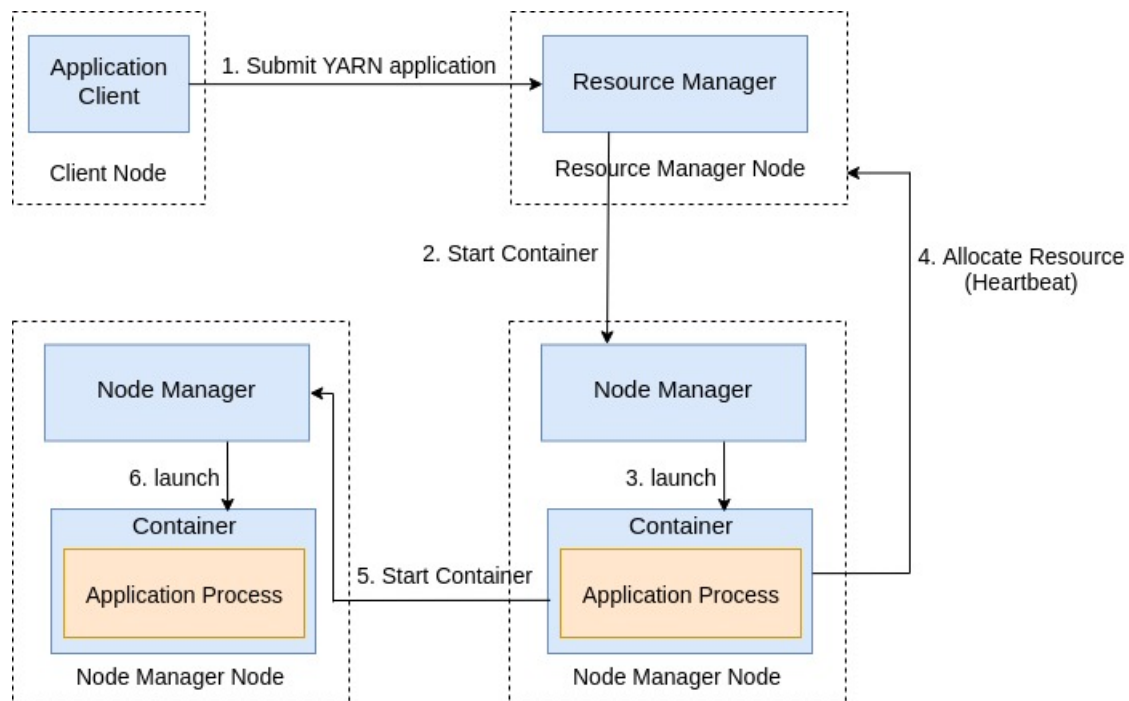 Application
Client
Client Node
1. Submit YARN application
Resource Manager
Resource Manager Node
2. Start Container
4. Allocate Resource
(Heartbeat)
Node Manager
6. launch
Container
Application Process
Node Manager Node
5. Start Container
Node Manager
3. launch
Container
Application Process
Node Manager Node